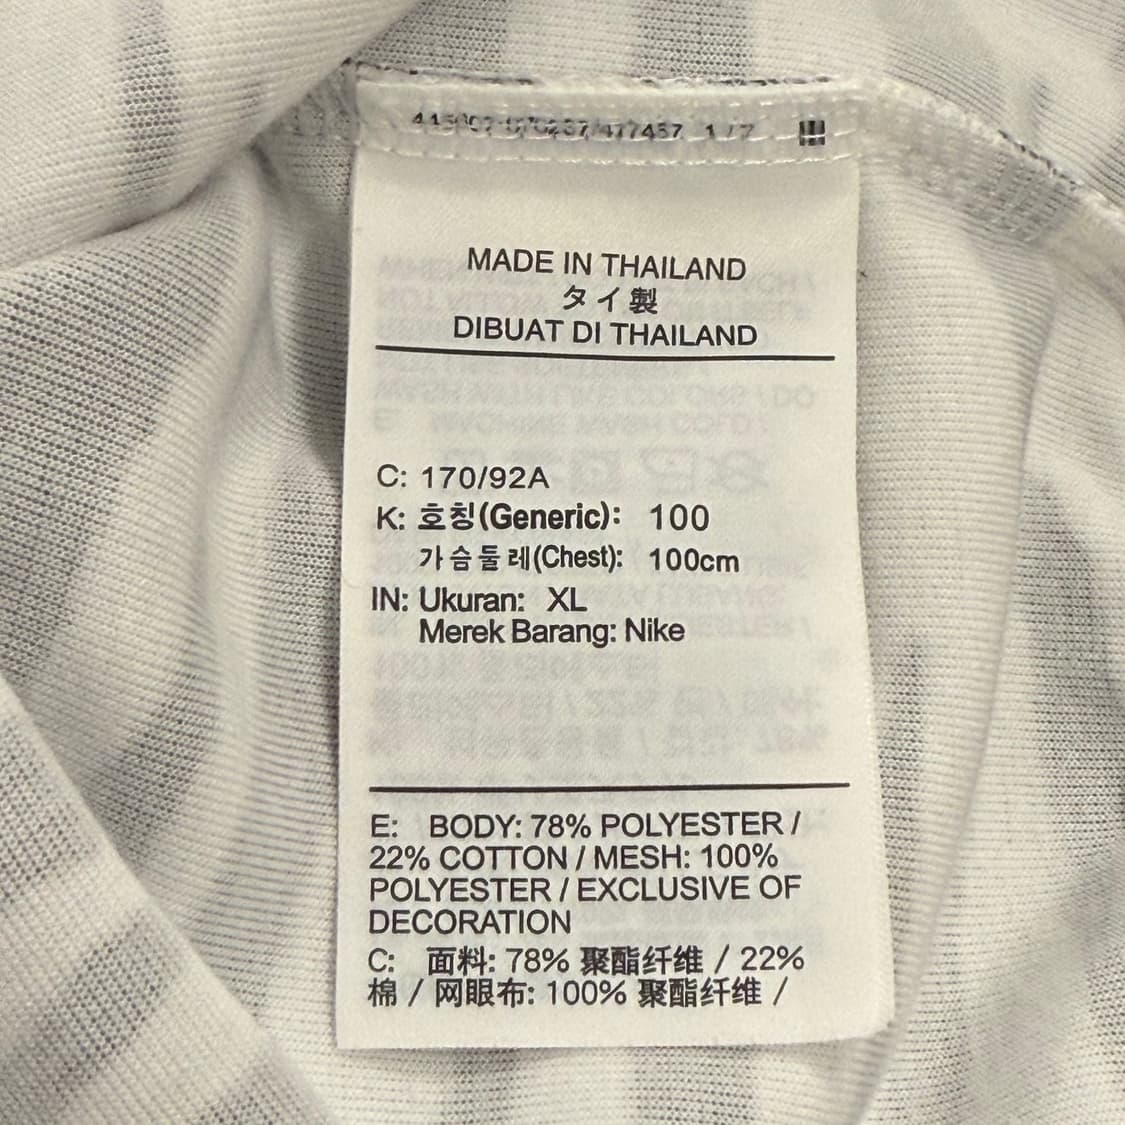 1/7
MADE IN THAILAND
タイ製
DIBUAT DI THAILAND
C: 170/92A
K: 호칭(Generic): 100
가슴둘레(Chest): 100cm
IN: Ukuran: XL
Merek Barang: Nike
E: BODY: 78% POLYESTER /
22% COTTON / MESH: 100%
POLYESTER / EXCLUSIVE OF
DECORATION
C: 面料: 78% 聚酯纤维 / 22%
棉 / 网眼布: 100% 聚酯纤维 /